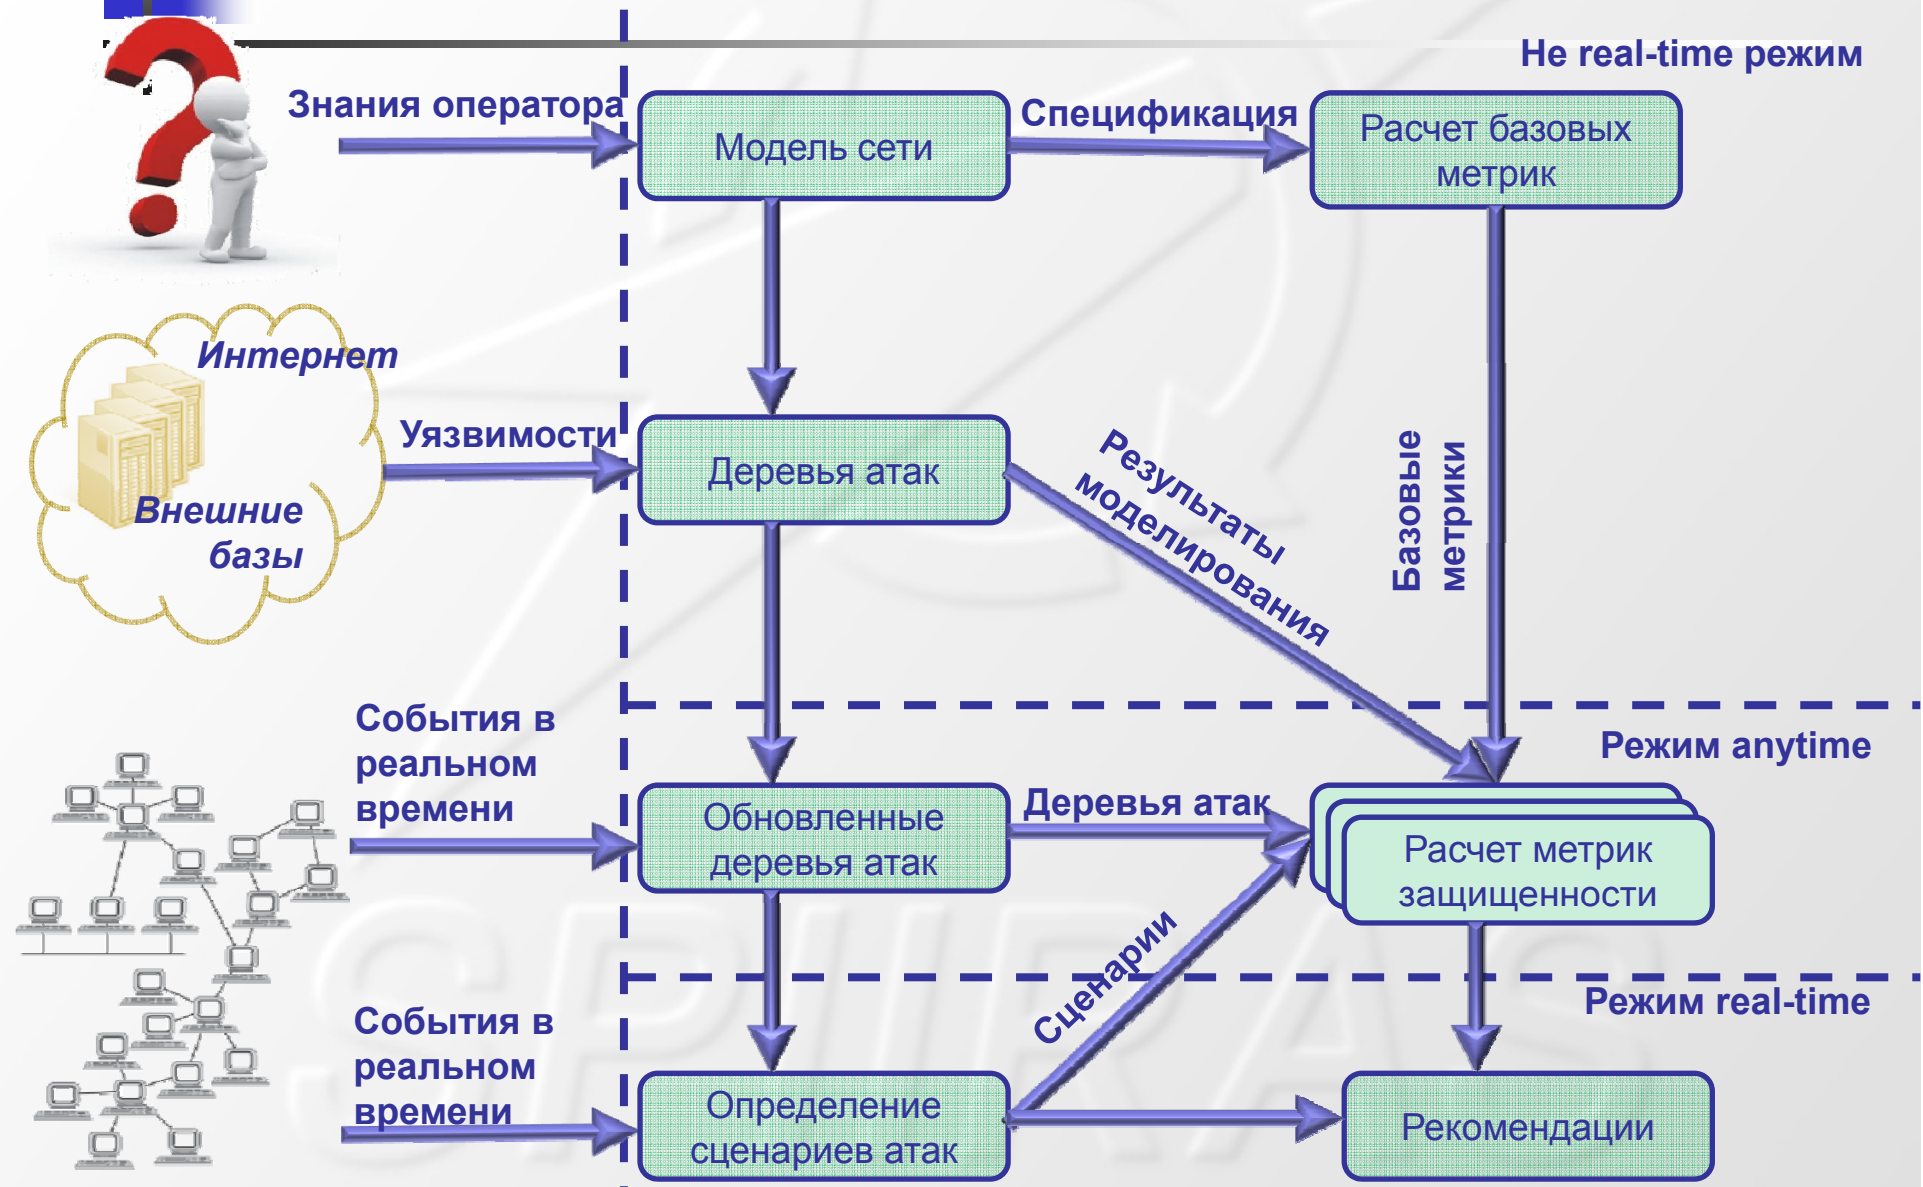 Не real-time режим
Знания оператора
Модель сети
Спецификация
Расчет базовых
метрик
Интернет
Внешние
базы
Уязвимости
Деревья атак
Результаты
моделирования
Базовые
метрики
Режим anytime
События в
реальном
времени
Обновленные
деревья атак
Деревья атак
Расчет метрик
защищенности
Сценарии
Режим real-time
События в
реальном
времени
Определение
сценариев атак
Рекомендации
SPIIRAS